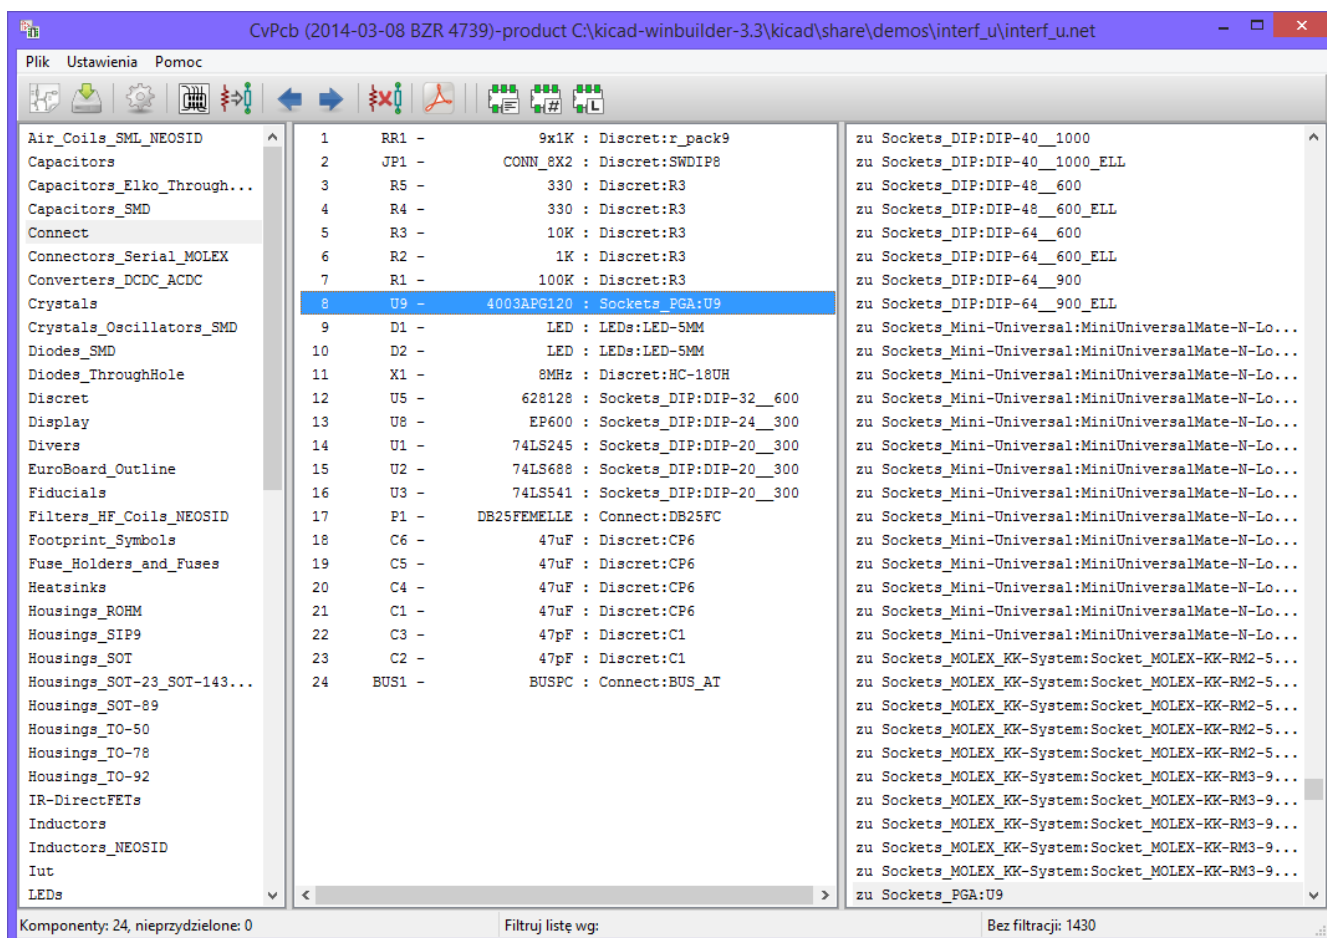 CvPcb (2014-03-08 BZR 4739)-product C:\kicad-winbuilder-3.3\kicad\share\demos\interf_u\interf_u.net
Plik Ustawienia Pomoc
Air_Coils_SML_NEOSID
Capacitors
Capacitors_Elko_Through...
Capacitors_SMD
Connect
Connectors_Serial_MOLEX
Converters_DCDC_ACDC
Crystals
Crystals_Oscillators_SMD
Diodes_SMD
Diodes_ThroughHole
Discret
Display
Divers
EuroBoard_Outline
Fiducials
Filters_HF_Coils_NEOSID
Footprint_Symbols
Fuse_Holders_and_Fuses
Heatsinks
Housings_ROHM
Housings_SIP9
Housings_SOT
Housings_SOT-23_SOT-143...
Housings_SOT-89
Housings_TO-50
Housings_TO-78
Housings_TO-92
IR-DirectFETs
Inductors
Inductors_NEOSID
Iut
LEDs
1 RR1 - 9x1K : Discret:r_pack9
2 JP1 - CONN_8X2 : Discret:SWDIP8
3 R5 - 330 : Discret:R3
4 R4 - 330 : Discret:R3
5 R3 - 10K : Discret:R3
6 R2 - 1K : Discret:R3
7 R1 - 100K : Discret:R3
8 U9 - 4003APG120 : Sockets_PGA:U9
9 D1 - LED : LEDs:LED-5MM
10 D2 - LED : LEDs:LED-5MM
11 X1 - 8MHz : Discret:HC-18UH
12 U5 - 628128 : Sockets_DIP:DIP-32__600
13 U8 - EP600 : Sockets_DIP:DIP-24__300
14 U1 - 74LS245 : Sockets_DIP:DIP-20__300
15 U2 - 74LS688 : Sockets_DIP:DIP-20__300
16 U3 - 74LS541 : Sockets_DIP:DIP-20__300
17 P1 - DB25FEMELLE : Connect:DB25FC
18 C6 - 47uF : Discret:CP6
19 C5 - 47uF : Discret:CP6
20 C4 - 47uF : Discret:CP6
21 C1 - 47uF : Discret:CP6
22 C3 - 47pF : Discret:C1
23 C2 - 47pF : Discret:C1
24 BUS1 - BUSPC : Connect:BUS_AT
zu Sockets_DIP:DIP-40__1000
zu Sockets_DIP:DIP-40__1000_ELL
zu Sockets_DIP:DIP-48__600
zu Sockets_DIP:DIP-48__600_ELL
zu Sockets_DIP:DIP-64__600
zu Sockets_DIP:DIP-64__600_ELL
zu Sockets_DIP:DIP-64__900
zu Sockets_DIP:DIP-64__900_ELL
zu Sockets_Mini-Universal:MiniUniversalMate-N-Lo...
zu Sockets_Mini-Universal:MiniUniversalMate-N-Lo...
zu Sockets_Mini-Universal:MiniUniversalMate-N-Lo...
zu Sockets_Mini-Universal:MiniUniversalMate-N-Lo...
zu Sockets_Mini-Universal:MiniUniversalMate-N-Lo...
zu Sockets_Mini-Universal:MiniUniversalMate-N-Lo...
zu Sockets_Mini-Universal:MiniUniversalMate-N-Lo...
zu Sockets_Mini-Universal:MiniUniversalMate-N-Lo...
zu Sockets_Mini-Universal:MiniUniversalMate-N-Lo...
zu Sockets_Mini-Universal:MiniUniversalMate-N-Lo...
zu Sockets_Mini-Universal:MiniUniversalMate-N-Lo...
zu Sockets_Mini-Universal:MiniUniversalMate-N-Lo...
zu Sockets_Mini-Universal:MiniUniversalMate-N-Lo...
zu Sockets_Mini-Universal:MiniUniversalMate-N-Lo...
zu Sockets_MOLEX_KK-System:Socket_MOLEX-KK-RM2-5...
zu Sockets_MOLEX_KK-System:Socket_MOLEX-KK-RM2-5...
zu Sockets_MOLEX_KK-System:Socket_MOLEX-KK-RM2-5...
zu Sockets_MOLEX_KK-System:Socket_MOLEX-KK-RM2-5...
zu Sockets_MOLEX_KK-System:Socket_MOLEX-KK-RM2-5...
zu Sockets_MOLEX_KK-System:Socket_MOLEX-KK-RM3-9...
zu Sockets_MOLEX_KK-System:Socket_MOLEX-KK-RM3-9...
zu Sockets_MOLEX_KK-System:Socket_MOLEX-KK-RM3-9...
zu Sockets_MOLEX_KK-System:Socket_MOLEX-KK-RM3-9...
zu Sockets_MOLEX_KK-System:Socket_MOLEX-KK-RM3-9...
zu Sockets_PGA:U9
Komponenty: 24, nieprzydzielone: 0
Filtruj listę wg:
Bez filtracji: 1430